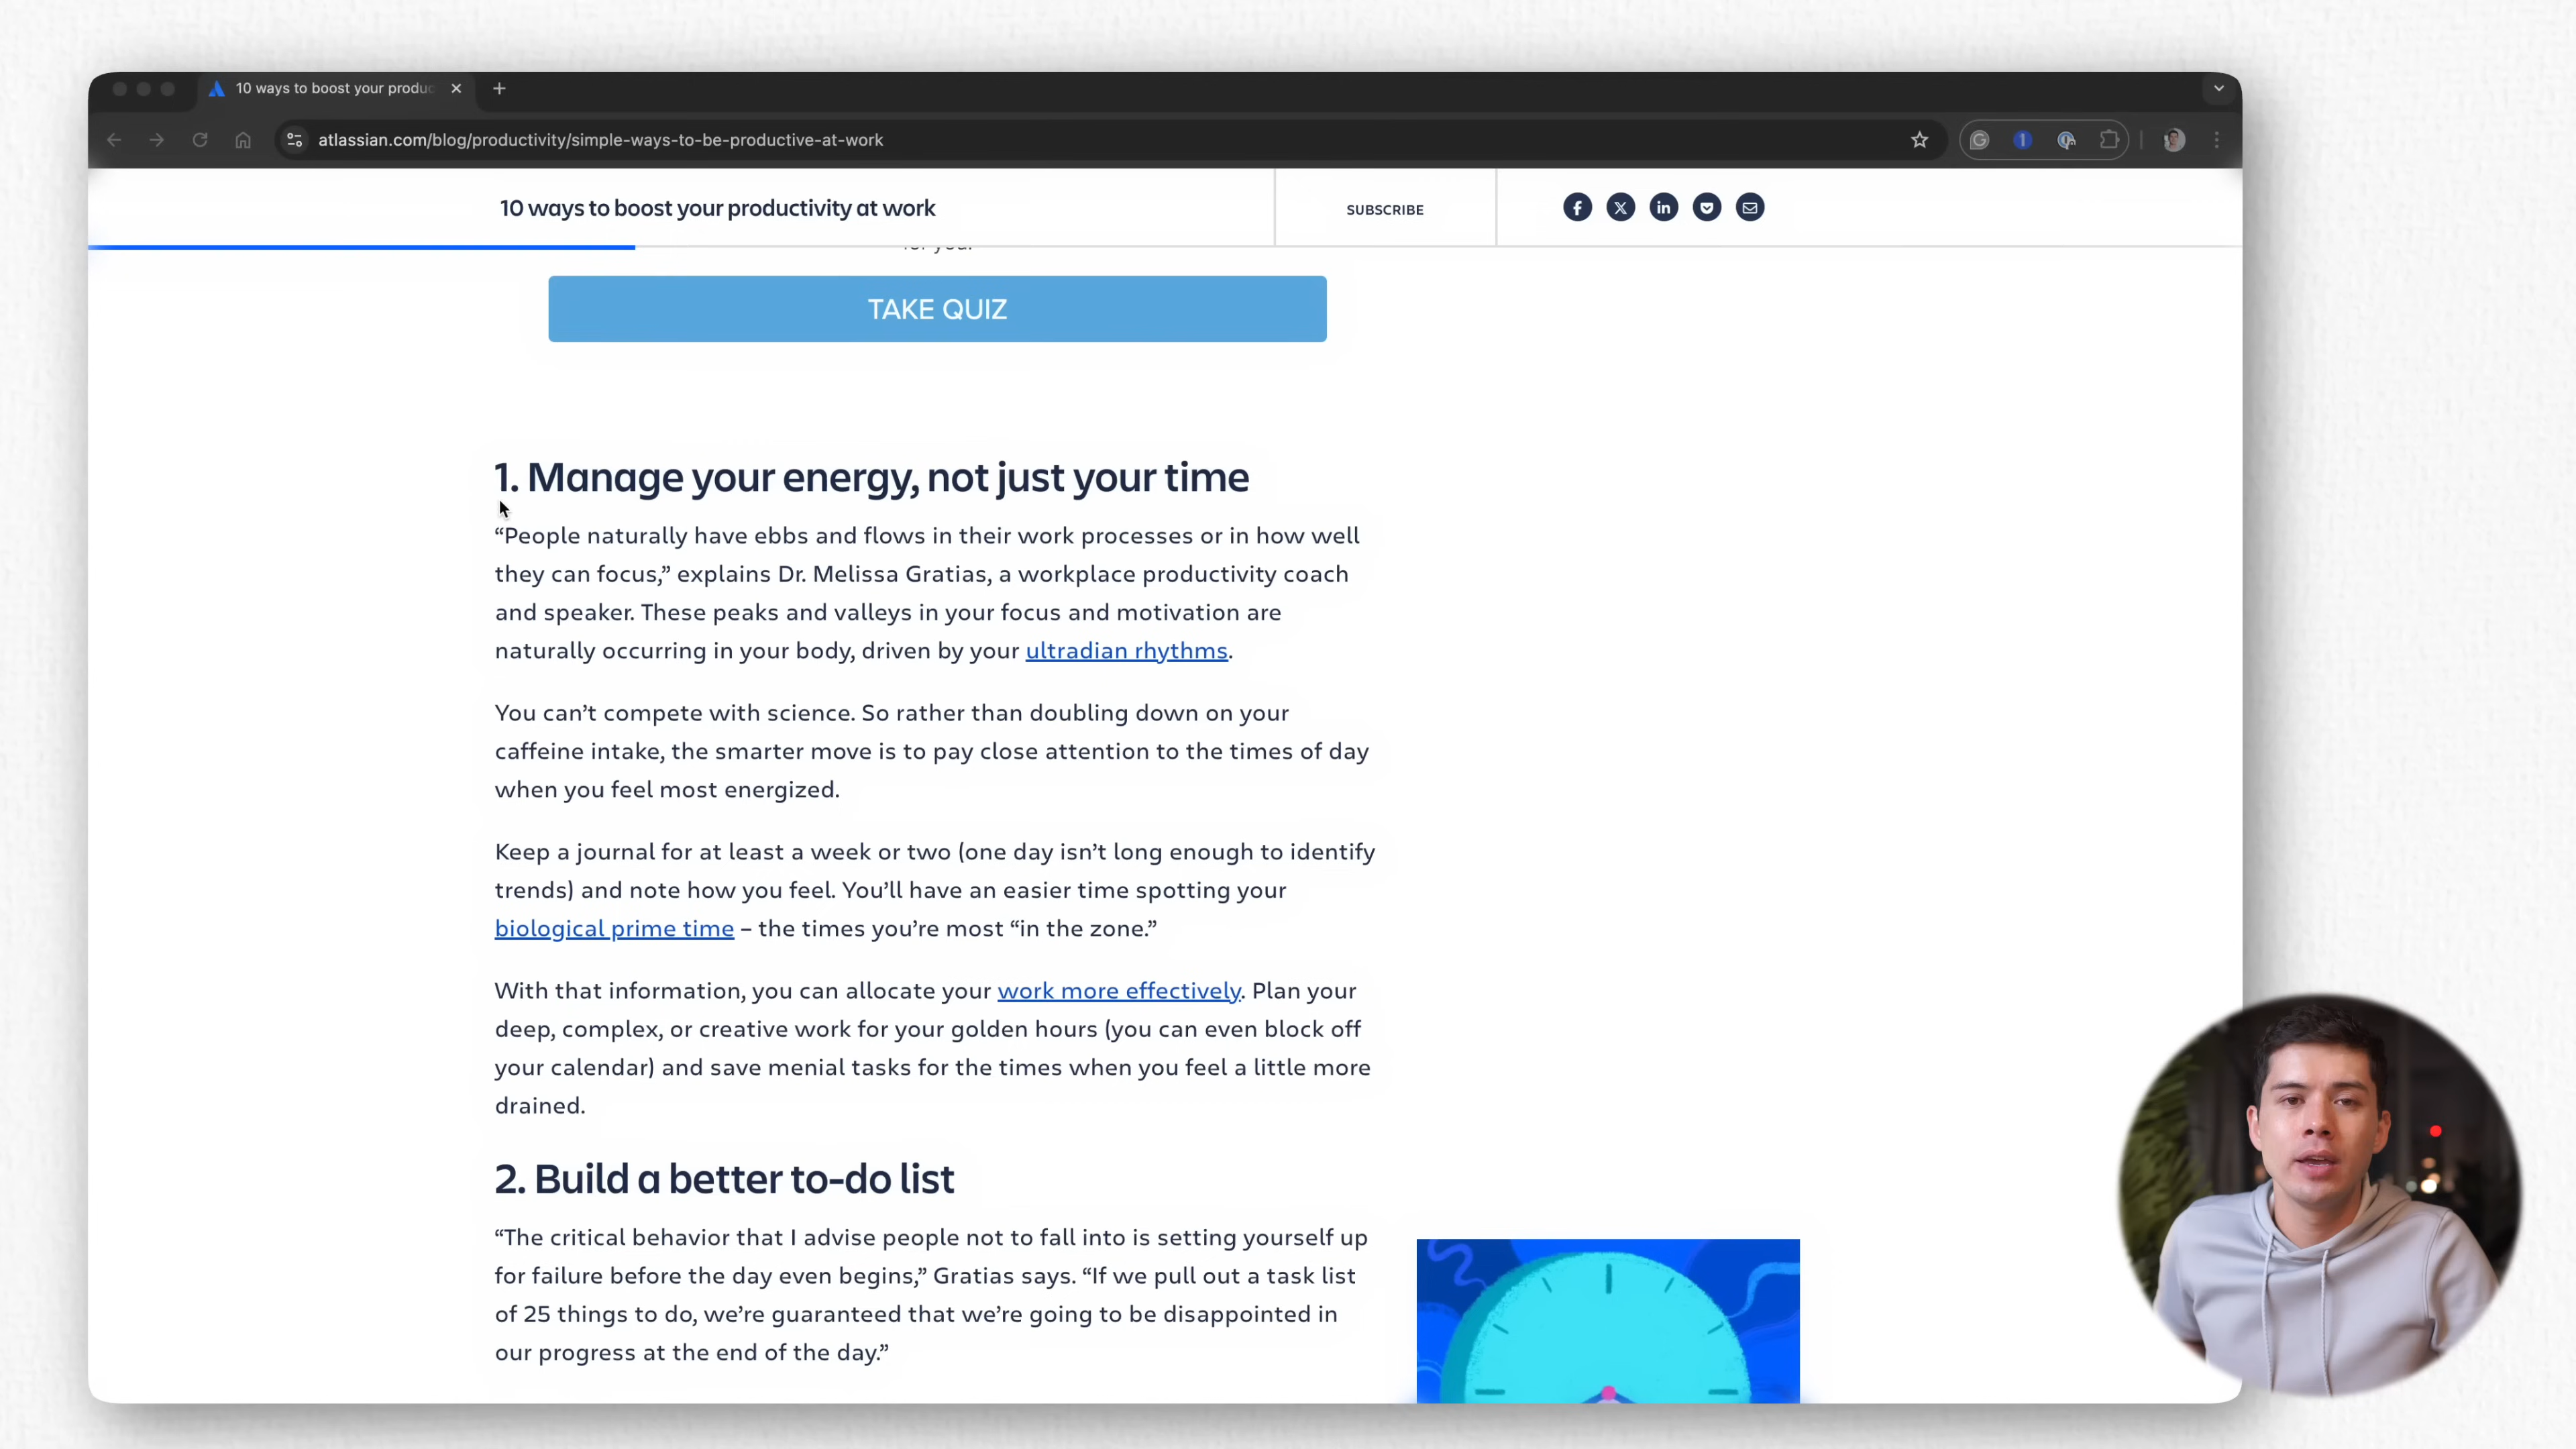 10 ways to boost your produc
atlassian.com/blog/productivity/simple-ways-to-be-productive-at-work
10 ways to boost your productivity at work
SUBSCRIBE
for you.
TAKE QUIZ
1. Manage your energy, not just your time
“People naturally have ebbs and flows in their work processes or in how well
they can focus,” explains Dr. Melissa Gratias, a workplace productivity coach
and speaker. These peaks and valleys in your focus and motivation are
naturally occurring in your body, driven by your ultradian rhythms.
You can’t compete with science. So rather than doubling down on your
caffeine intake, the smarter move is to pay close attention to the times of day
when you feel most energized.
Keep a journal for at least a week or two (one day isn’t long enough to identify
trends) and note how you feel. You’ll have an easier time spotting your
biological prime time – the times you’re most “in the zone.”
With that information, you can allocate your work more effectively. Plan your
deep, complex, or creative work for your golden hours (you can even block off
your calendar) and save menial tasks for the times when you feel a little more
drained.
2. Build a better to-do list
“The critical behavior that I advise people not to fall into is setting yourself up
for failure before the day even begins,” Gratias says. “If we pull out a task list
of 25 things to do, we’re guaranteed that we’re going to be disappointed in
our progress at the end of the day.”